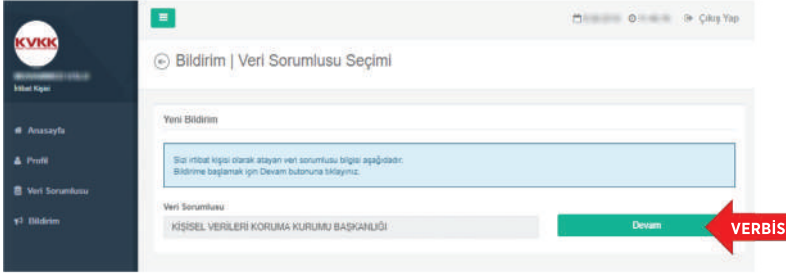 KVKK
İrtibat Kişisi
Anasayfa
Profil
Veri Sorumlusu
Bildirim
Çıkış Yap
Bildirim | Veri Sorumlusu Seçimi
Yeni Bildirim
Sizi irtibat kişisi olarak atayan veri sorumlusu bilgisi aşağıdadır.
Bildirime başlamak için Devam butonuna tıklayınız.
Veri Sorumlusu
KİŞİSEL VERİLERİ KORUMA KURUMU BAŞKANLIĞI
Devam
VERBİS